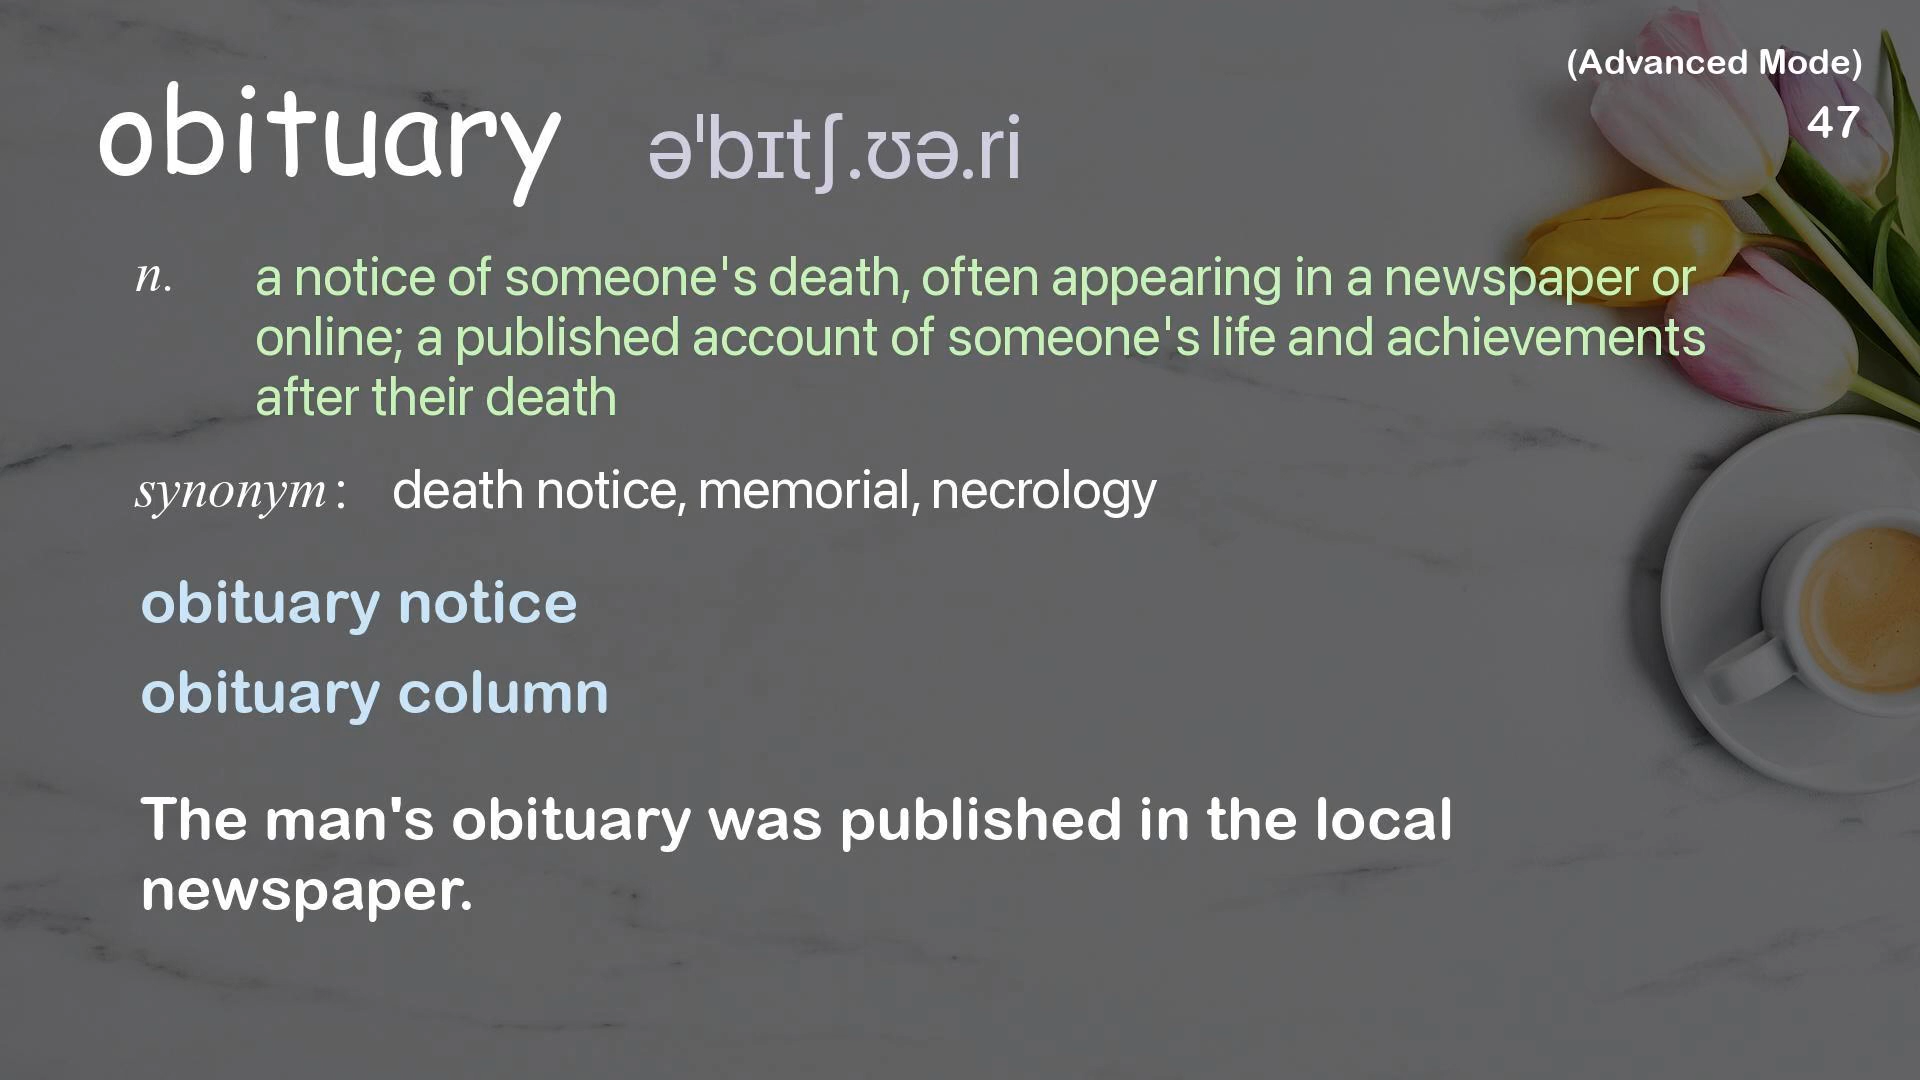 (Advanced Mode)
47
obituary əˈbɪtʃ.ʊə.ri
n. a notice of someone's death, often appearing in a newspaper or
online; a published account of someone's life and achievements
after their death
synonym: death notice, memorial, necrology
obituary notice
obituary column
The man's obituary was published in the local
newspaper.